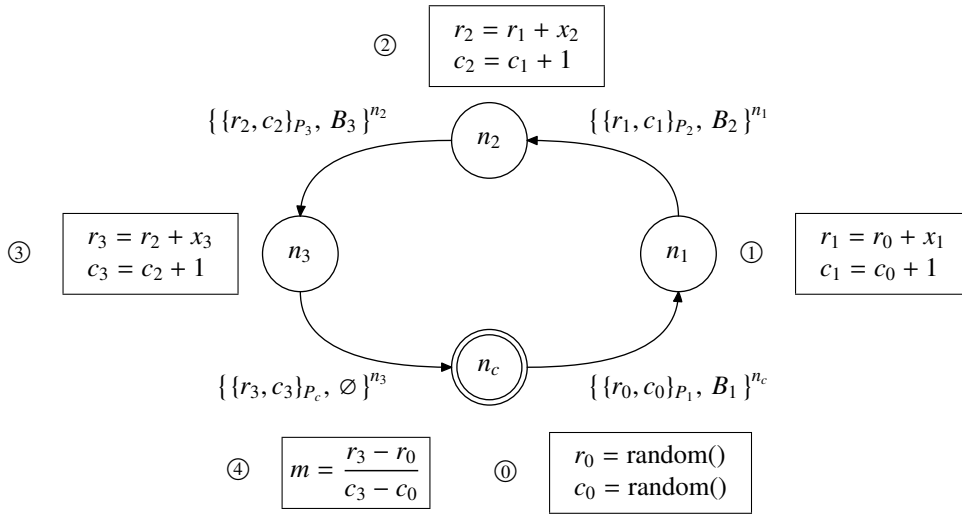 ② r₂ = r₁ + x₂
c₂ = c₁ + 1
{ {r₂, c₂}_{P₃}, B₃ }^{n₂}
n₂
{ {r₁, c₁}_{P₂}, B₂ }^{n₁}
③ r₃ = r₂ + x₃
c₃ = c₂ + 1
n₃
n₁
① r₁ = r₀ + x₁
c₁ = c₀ + 1
{ {r₃, c₃}_{P_c}, ∅ }^{n₃}
n_c
{ {r₀, c₀}_{P₁}, B₁ }^{n_c}
④ m = \frac{r₃ − r₀}{c₃ − c₀}
⓪ r₀ = random()
c₀ = random()